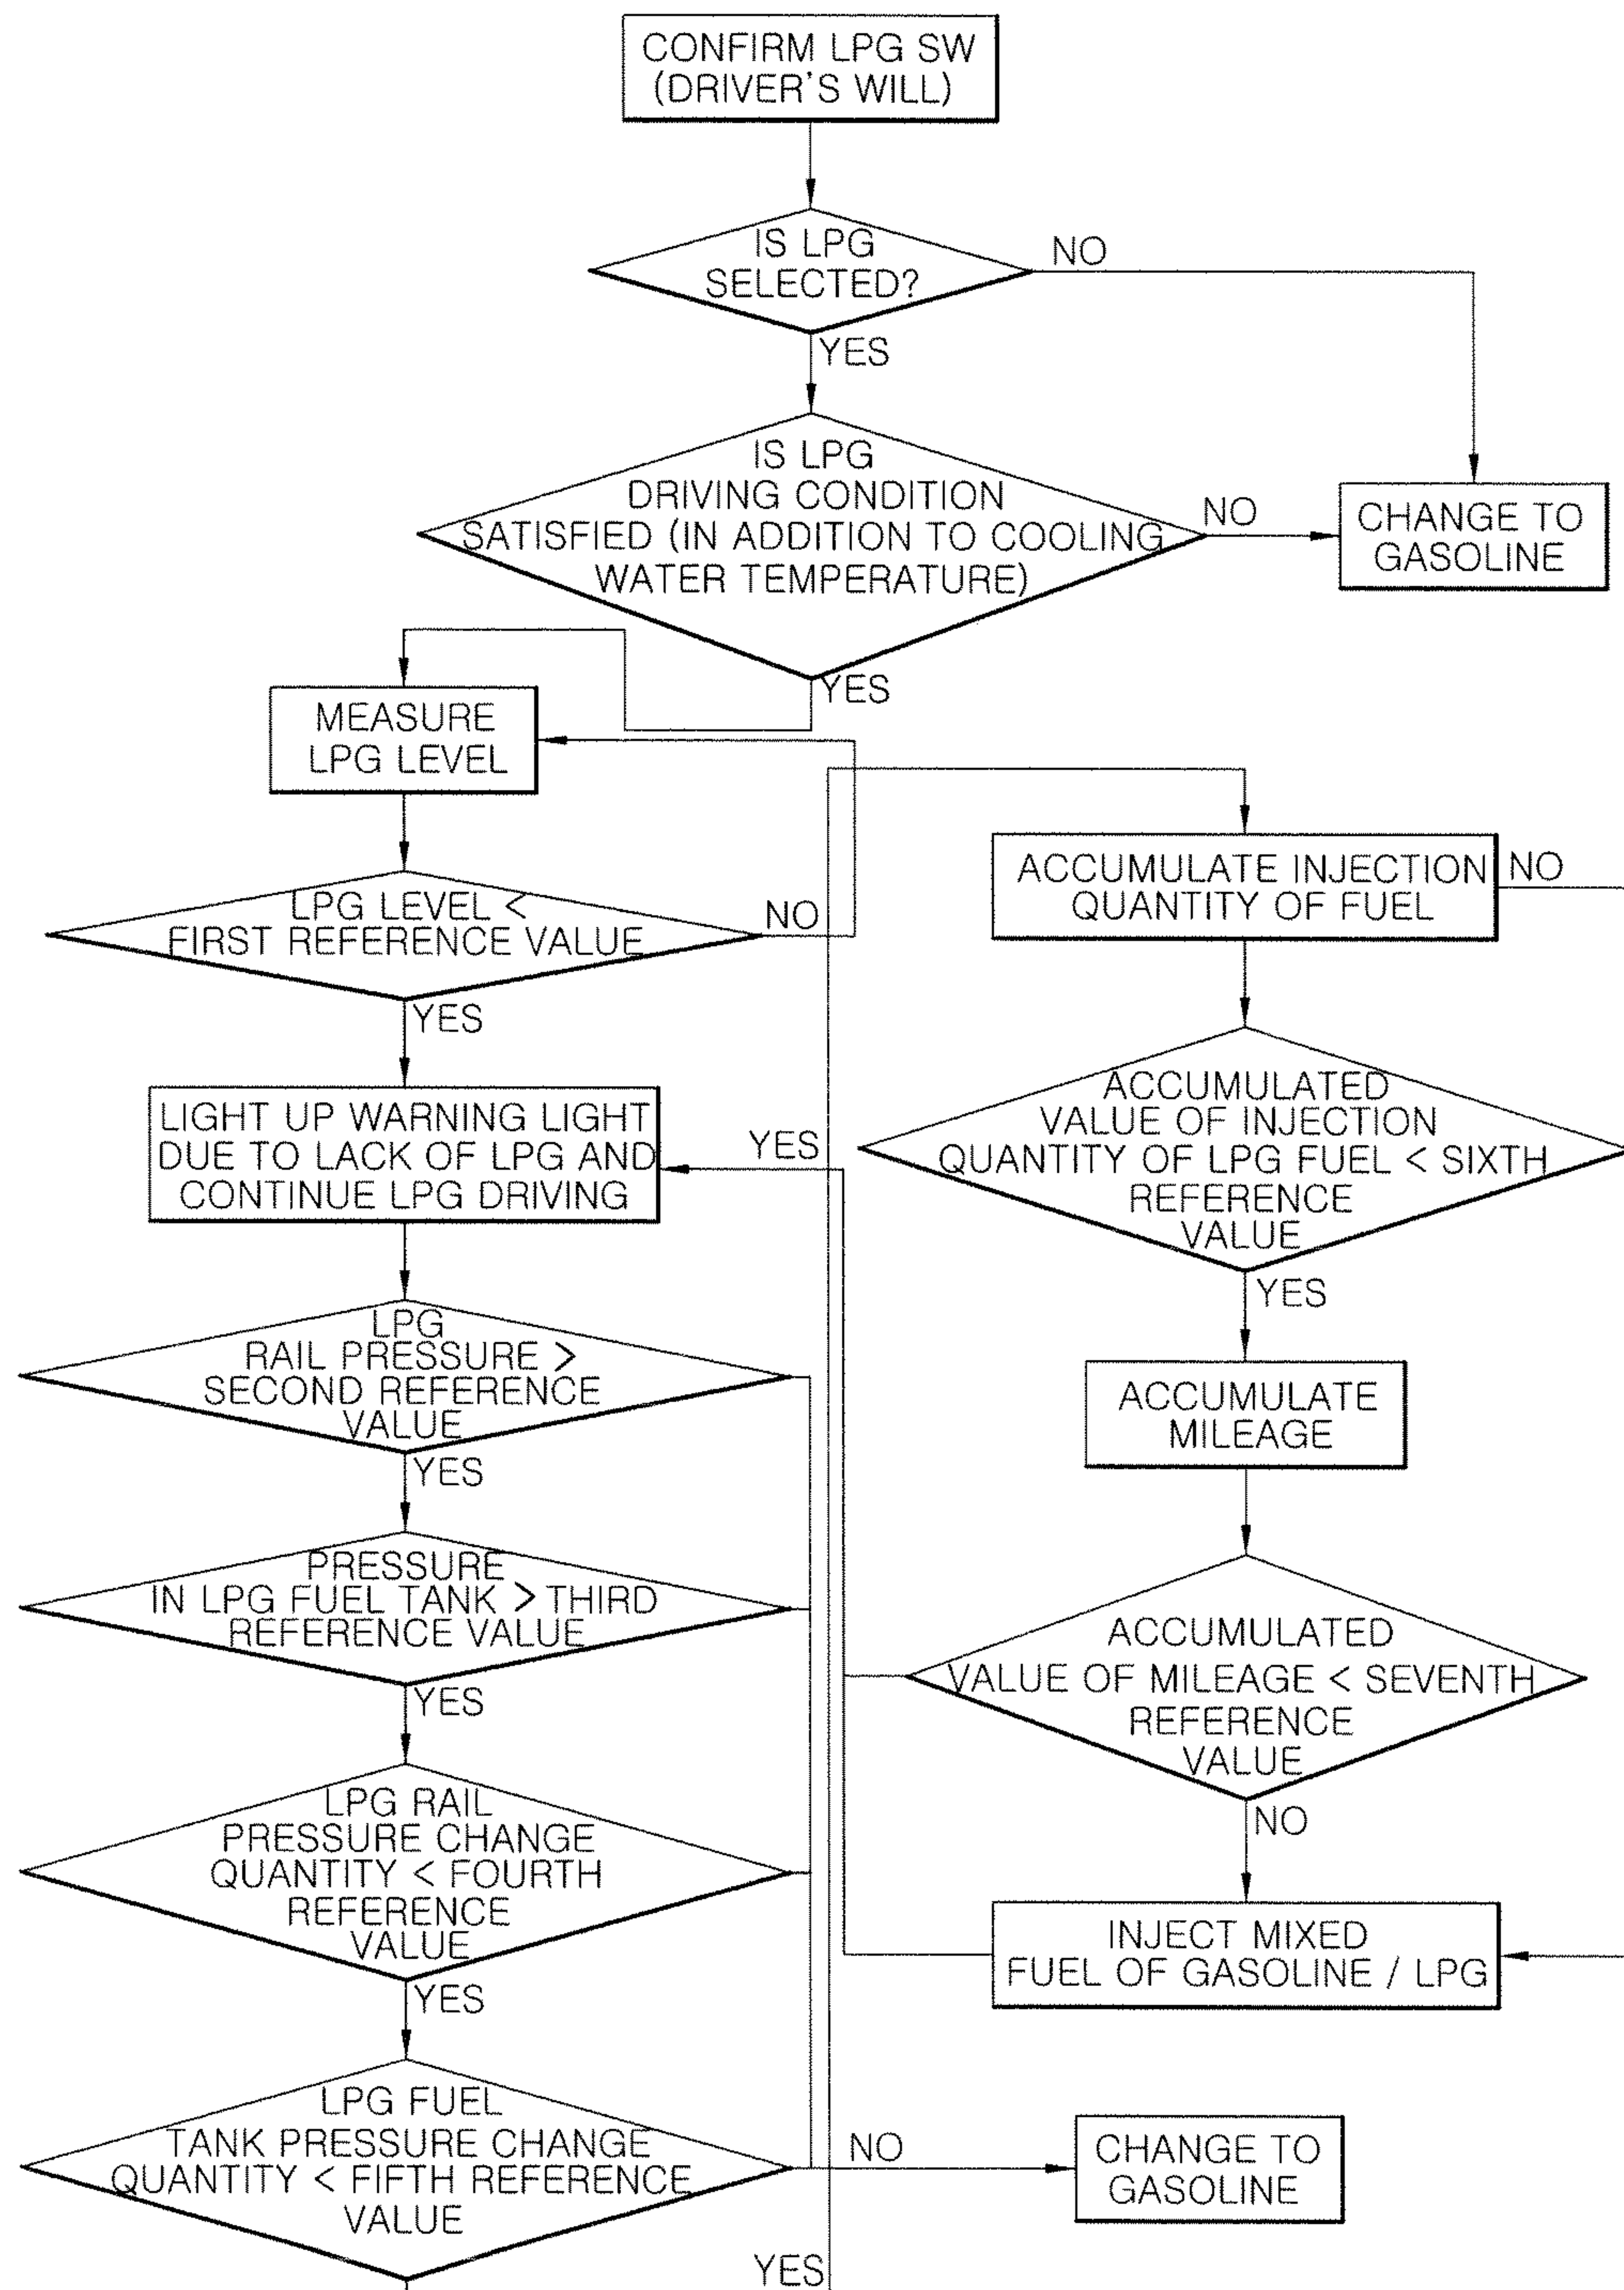 CONFIRM LPG SW
(DRIVER'S WILL)
IS LPG
SELECTED?
NO
YES
IS LPG
DRIVING CONDITION
SATISFIED (IN ADDITION TO COOLING
WATER TEMPERATURE)
NO
CHANGE TO
GASOLINE
YES
MEASURE
LPG LEVEL
LPG LEVEL <
FIRST REFERENCE VALUE
NO
YES
LIGHT UP WARNING LIGHT
DUE TO LACK OF LPG AND
CONTINUE LPG DRIVING
YES
LPG
RAIL PRESSURE >
SECOND REFERENCE
VALUE
YES
PRESSURE
IN LPG FUEL TANK > THIRD
REFERENCE VALUE
YES
LPG RAIL
PRESSURE CHANGE
QUANTITY < FOURTH
REFERENCE
VALUE
YES
LPG FUEL
TANK PRESSURE CHANGE
QUANTITY < FIFTH REFERENCE
VALUE
NO
CHANGE TO
GASOLINE
YES
ACCUMULATE INJECTION
QUANTITY OF FUEL
NO
ACCUMULATED
VALUE OF INJECTION
QUANTITY OF LPG FUEL < SIXTH
REFERENCE
VALUE
YES
ACCUMULATE
MILEAGE
ACCUMULATED
VALUE OF MILEAGE < SEVENTH
REFERENCE
VALUE
NO
INJECT MIXED
FUEL OF GASOLINE / LPG